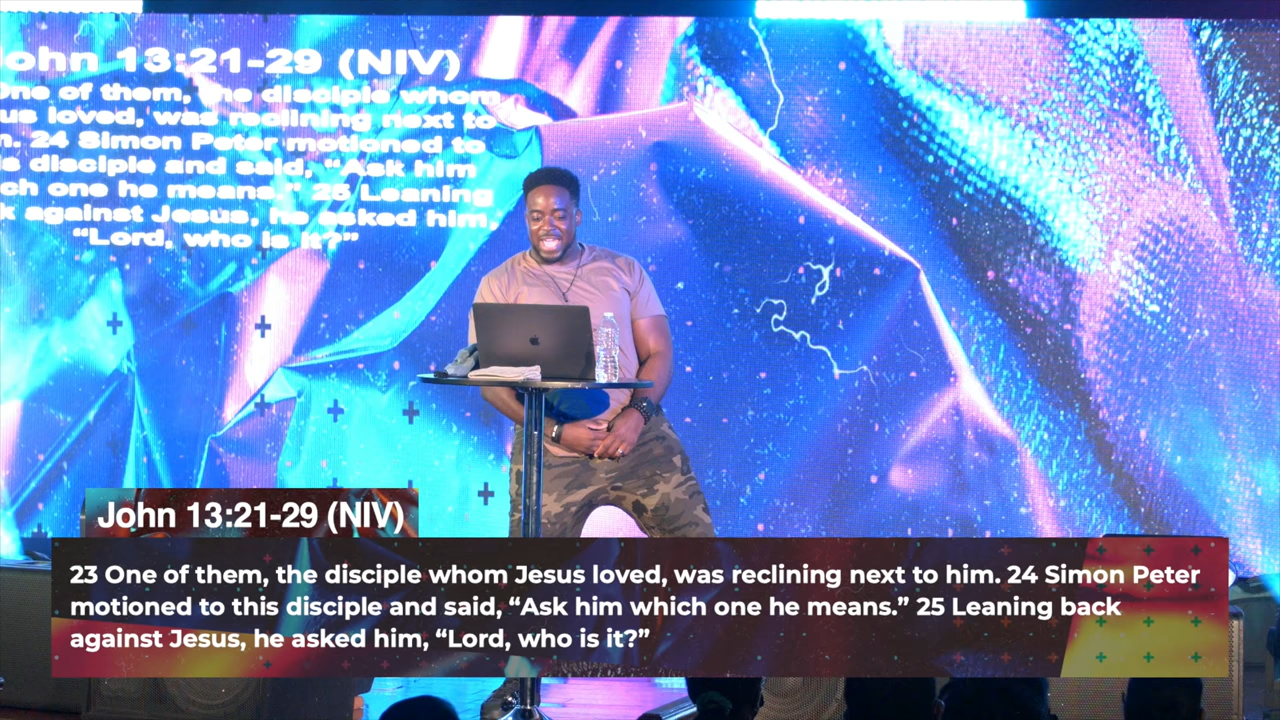 John 13:21-29 (NIV)
One of them, the disciple whom
loved, was reclining next to
24 Simon Peter motioned to
disciple and said, “Ask him
one he means.” 25 Leaning
against Jesus, he asked him,
“Lord, who is it?”
John 13:21-29 (NIV)
23 One of them, the disciple whom Jesus loved, was reclining next to him. 24 Simon Peter
motioned to this disciple and said, “Ask him which one he means.” 25 Leaning back
against Jesus, he asked him, “Lord, who is it?”